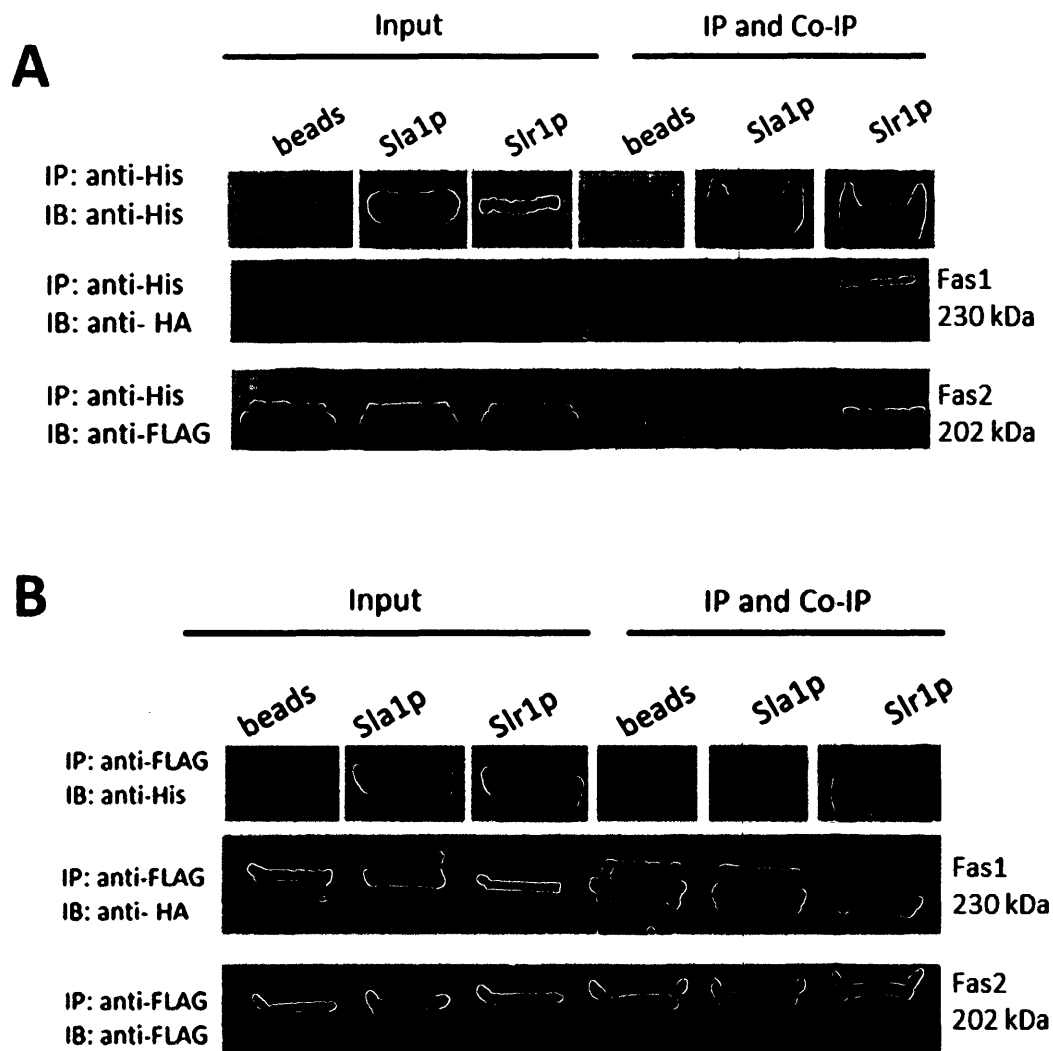 A
Input
IP and Co-IP
beads
Sla1p
Slr1p
beads
Sla1p
Slr1p
IP: anti-His
IB: anti-His
IP: anti-His
IB: anti- HA
Fas1
230 kDa
IP: anti-His
IB: anti-FLAG
Fas2
202 kDa
B
Input
IP and Co-IP
beads
Sla1p
Slr1p
beads
Sla1p
Slr1p
IP: anti-FLAG
IB: anti-His
IP: anti-FLAG
IB: anti- HA
Fas1
230 kDa
IP: anti-FLAG
IB: anti-FLAG
Fas2
202 kDa